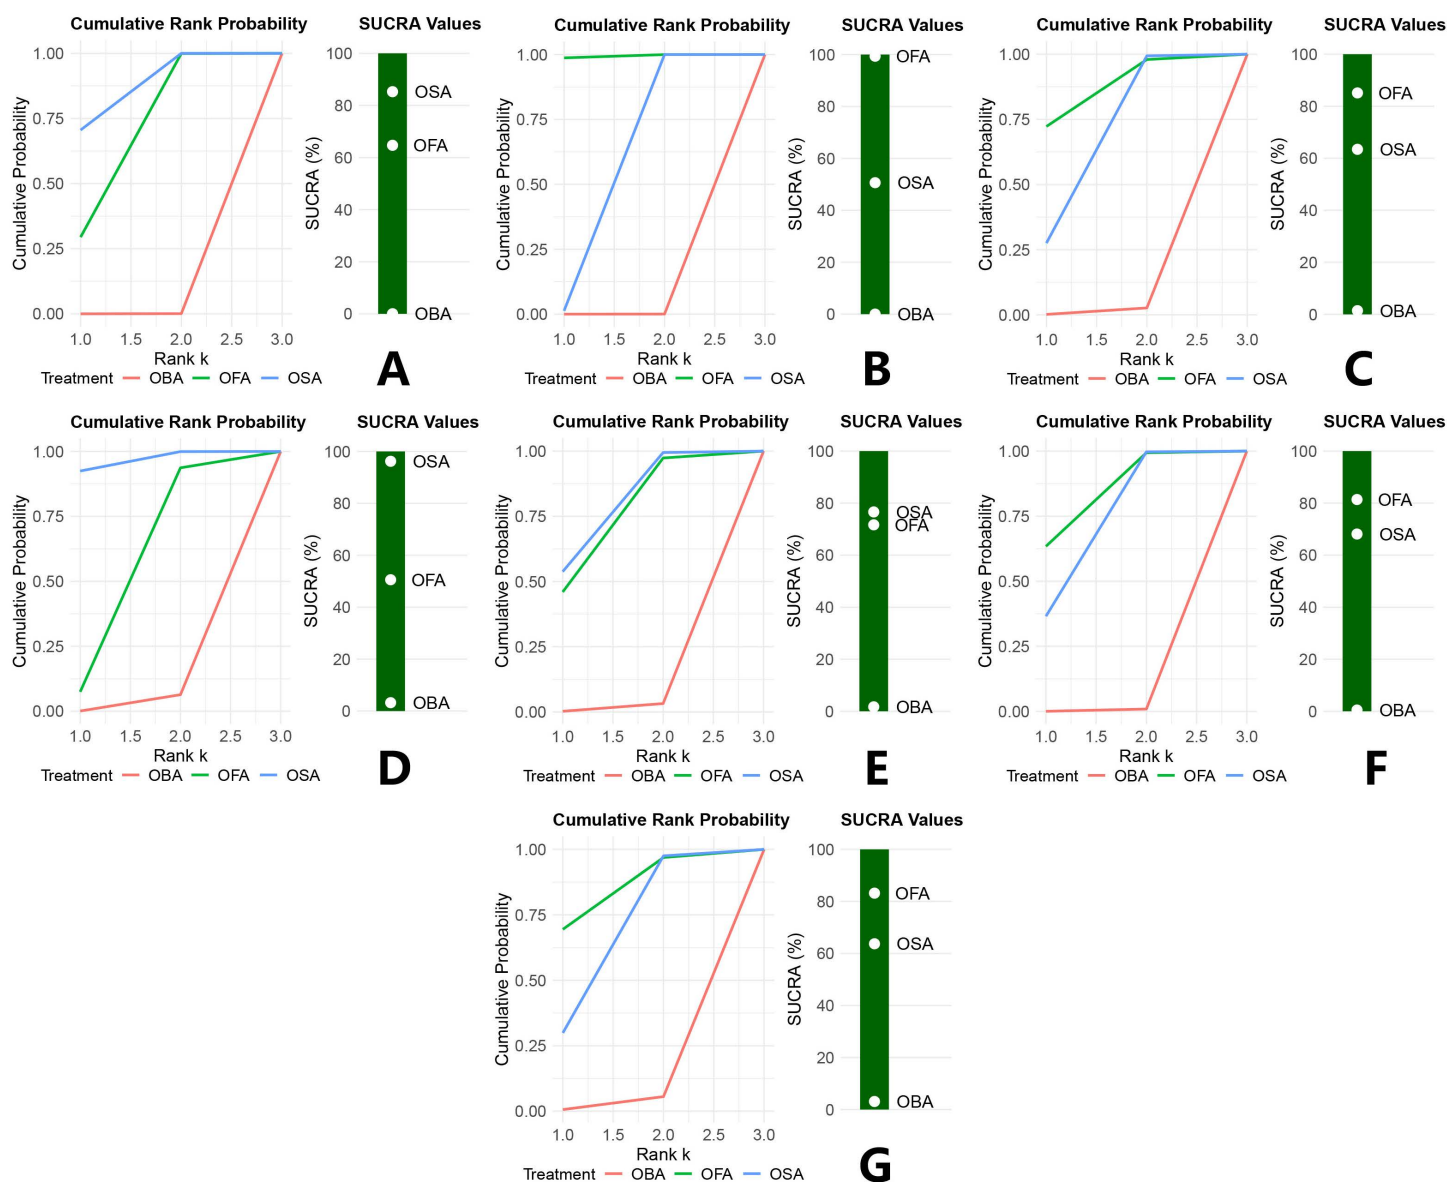 Cumulative Rank Probability
SUCRA Values
Cumulative Probability
1.00
0.75
0.50
0.25
0.00
1.0 1.5 2.0 2.5 3.0
Rank k
SUCRA (%)
100
80
60
40
20
0
OSA
OFA
OBA
Treatment OBA OFA OSA
A
Cumulative Rank Probability
SUCRA Values
Cumulative Probability
1.00
0.75
0.50
0.25
0.00
1.0 1.5 2.0 2.5 3.0
Rank k
SUCRA (%)
100
80
60
40
20
0
OFA
OSA
OBA
Treatment OBA OFA OSA
B
Cumulative Rank Probability
SUCRA Values
Cumulative Probability
1.00
0.75
0.50
0.25
0.00
1.0 1.5 2.0 2.5 3.0
Rank k
SUCRA (%)
100
80
60
40
20
0
OFA
OSA
OBA
Treatment OBA OFA OSA
C
Cumulative Rank Probability
SUCRA Values
Cumulative Probability
1.00
0.75
0.50
0.25
0.00
1.0 1.5 2.0 2.5 3.0
Rank k
SUCRA (%)
100
80
60
40
20
0
OSA
OFA
OBA
Treatment OBA OFA OSA
D
Cumulative Rank Probability
SUCRA Values
Cumulative Probability
1.00
0.75
0.50
0.25
0.00
1.0 1.5 2.0 2.5 3.0
Rank k
SUCRA (%)
100
80
60
40
20
0
OSA
OFA
OBA
Treatment OBA OFA OSA
E
Cumulative Rank Probability
SUCRA Values
Cumulative Probability
1.00
0.75
0.50
0.25
0.00
1.0 1.5 2.0 2.5 3.0
Rank k
SUCRA (%)
100
80
60
40
20
0
OFA
OSA
OBA
Treatment OBA OFA OSA
F
Cumulative Rank Probability
SUCRA Values
Cumulative Probability
1.00
0.75
0.50
0.25
0.00
1.0 1.5 2.0 2.5 3.0
Rank k
SUCRA (%)
100
80
60
40
20
0
OFA
OSA
OBA
Treatment OBA OFA OSA
G